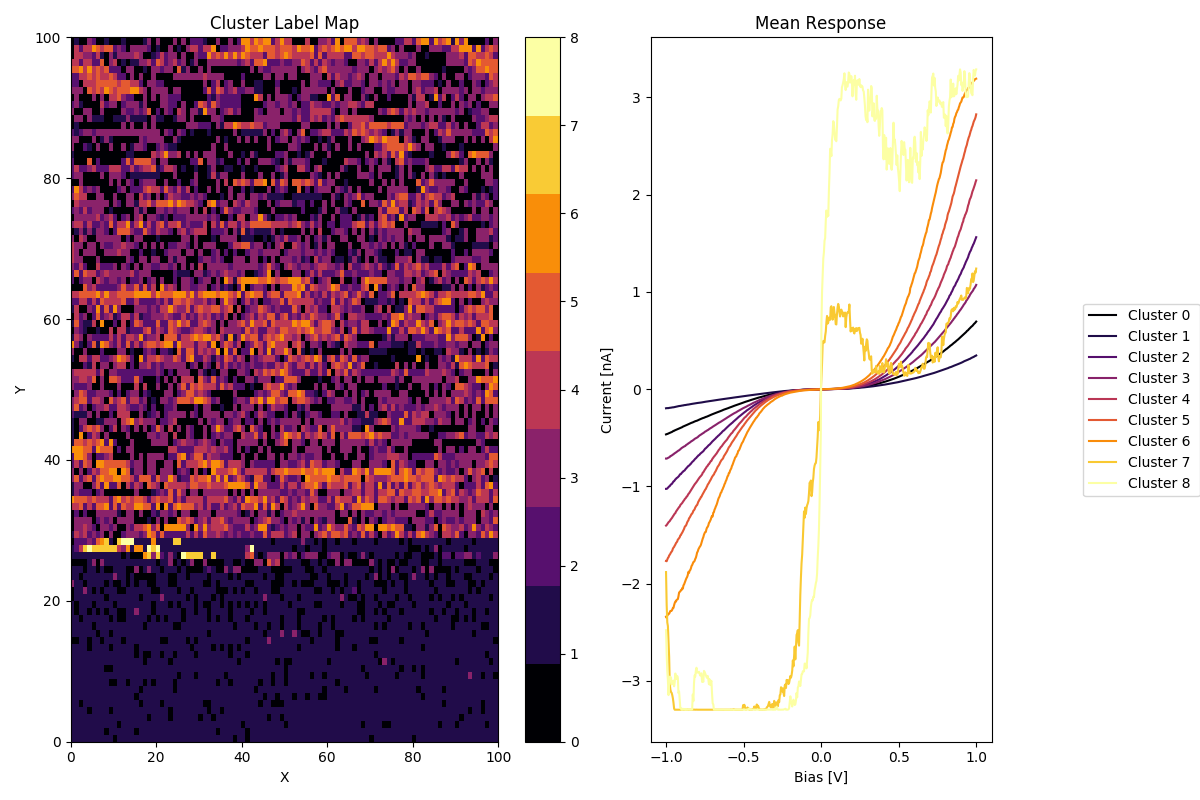 Cluster Label Map
100
80
60
40
20
0
Y
0 20 40 60 80 100
X
8
7
6
5
4
3
2
1
0
Mean Response
3
2
1
0
−1
−2
−3
Current [nA]
−1.0 −0.5 0.0 0.5 1.0
Bias [V]
Cluster 0
Cluster 1
Cluster 2
Cluster 3
Cluster 4
Cluster 5
Cluster 6
Cluster 7
Cluster 8